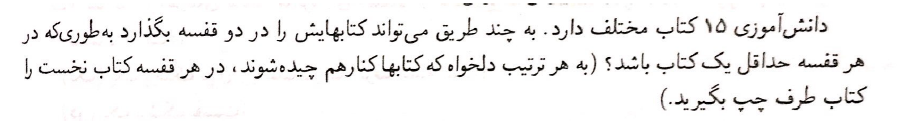 دانش‌آموزی ۱۵ کتاب مختلف دارد. به چند طریق می‌تواند کتابهایش را در دو قفسه بگذارد به‌طوری‌که در
هر قفسه حداقل یک کتاب باشد؟ (به هر ترتیب دلخواه که کتابها کنارهم چیده‌شوند، در هر قفسه کتاب نخست را
کتاب طرف چپ بگیرید.)